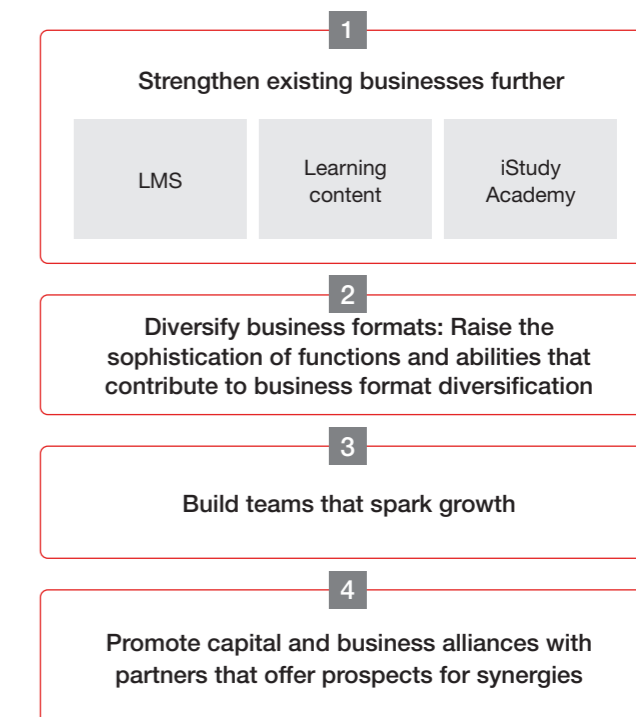 1
Strengthen existing businesses further
LMS
Learning
content
iStudy
Academy
2
Diversify business formats: Raise the
sophistication of functions and abilities that
contribute to business format diversification
3
Build teams that spark growth
4
Promote capital and business alliances with
partners that offer prospects for synergies